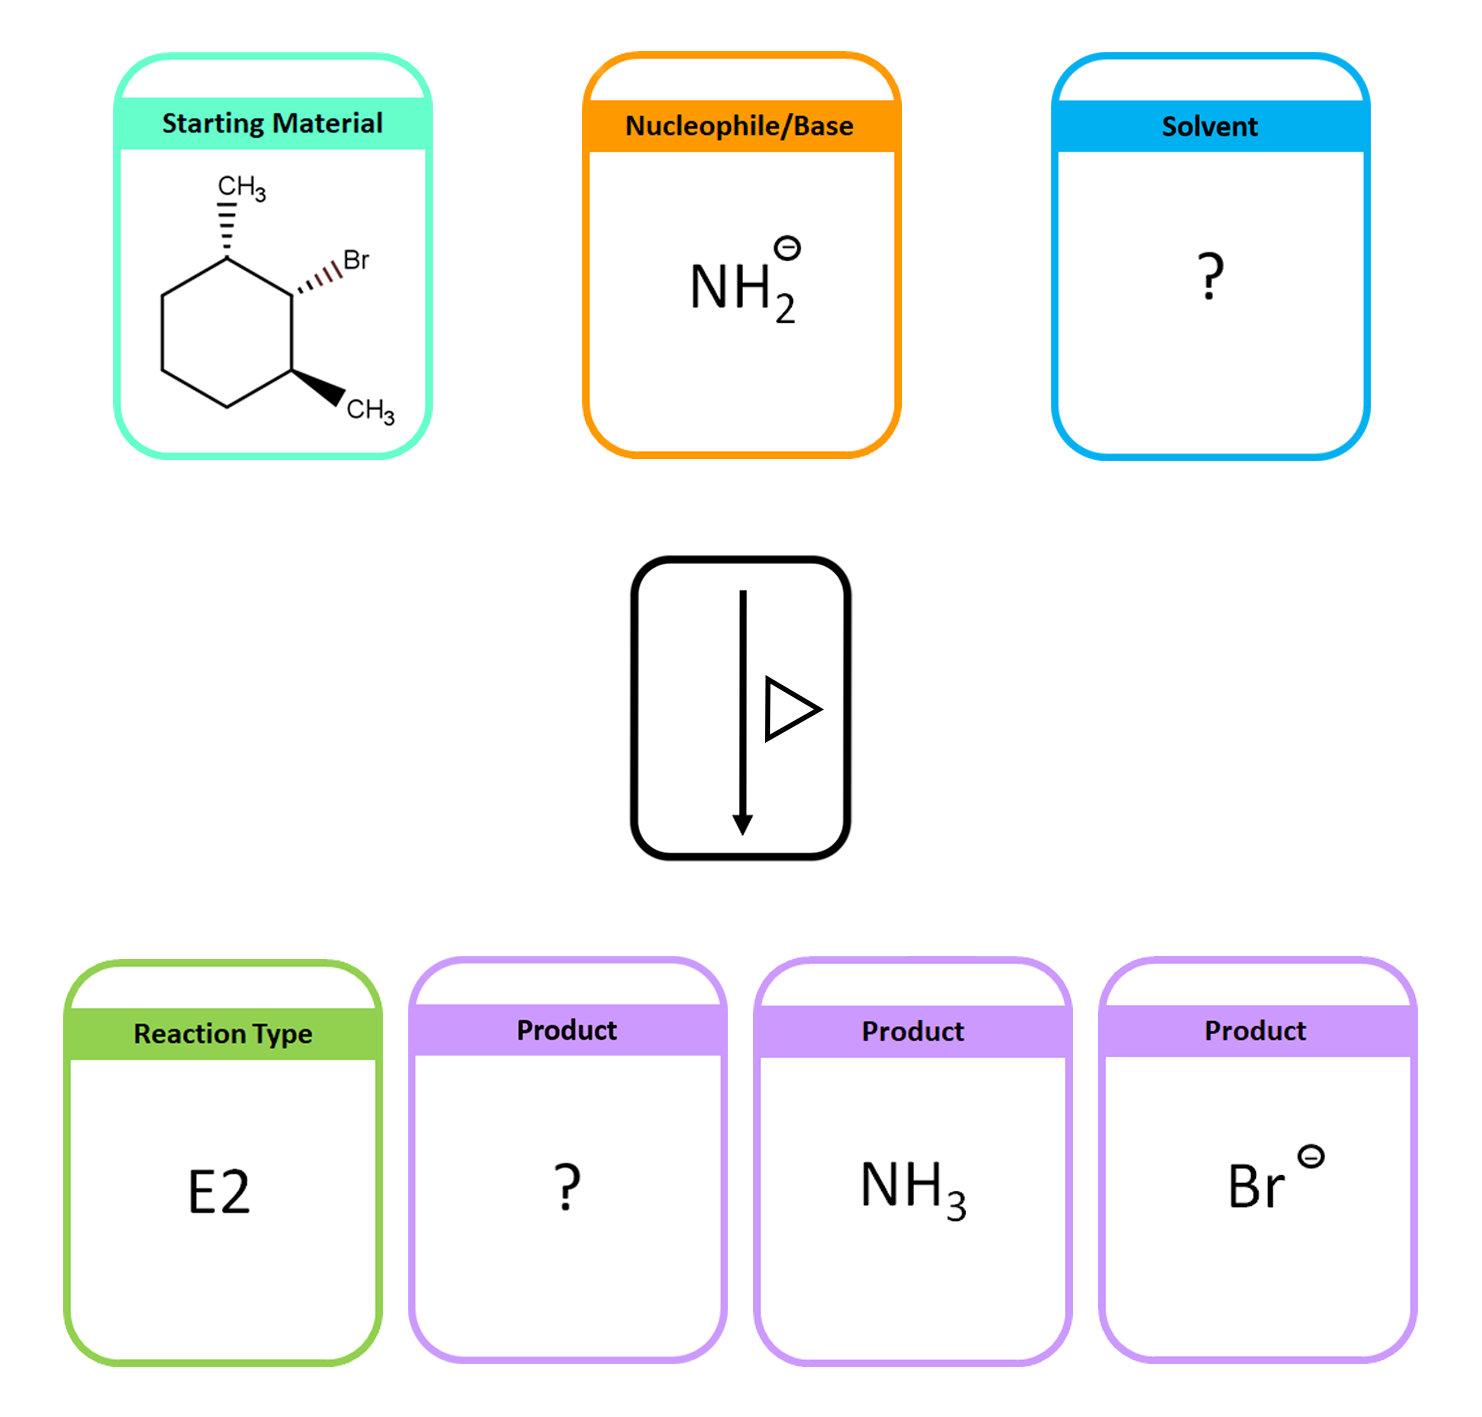 Starting Material
CH3
Br
CH3
Nucleophile/Base
NH2⊖
Solvent
?
Reaction Type
E2
Product
?
Product
NH3
Product
Br⊖